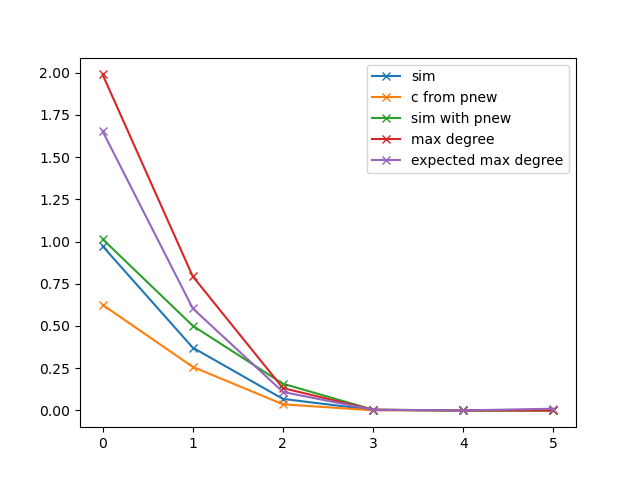 2.00
1.75
1.50
1.25
1.00
0.75
0.50
0.25
0.00
0 1 2 3 4 5
sim
c from pnew
sim with pnew
max degree
expected max degree